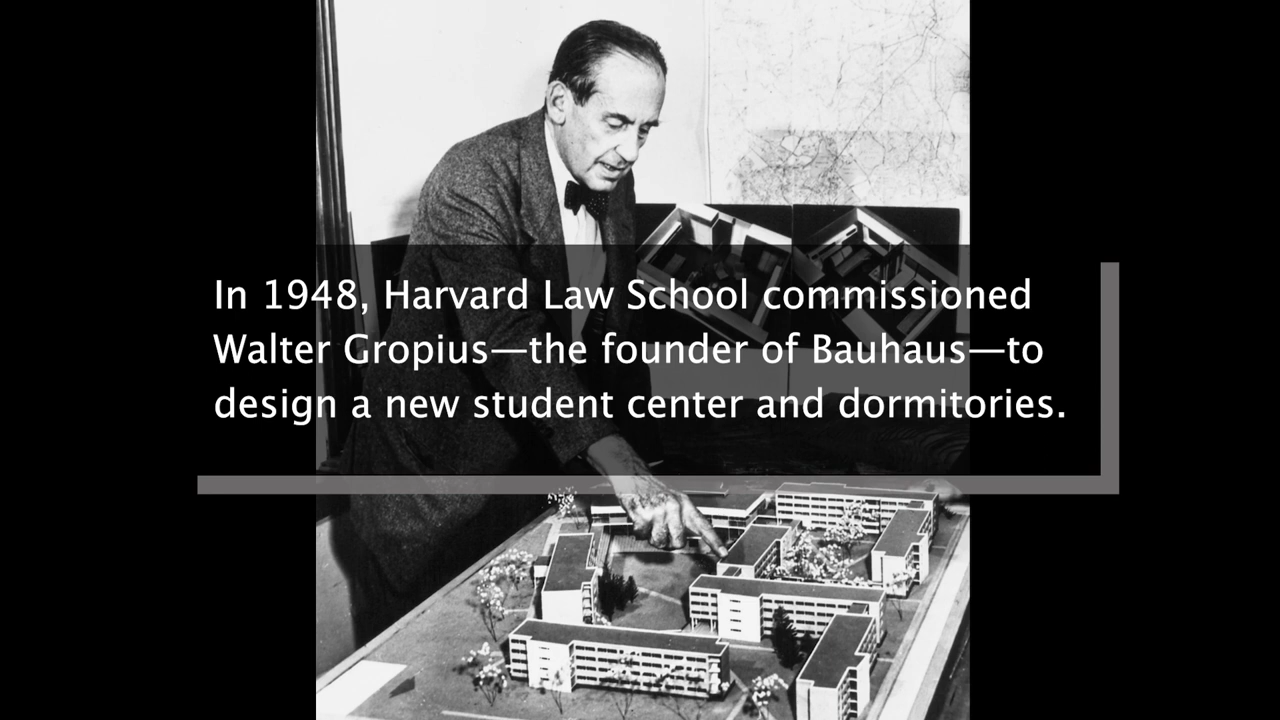 In 1948, Harvard Law School commissioned
Walter Gropius—the founder of Bauhaus—to
design a new student center and dormitories.